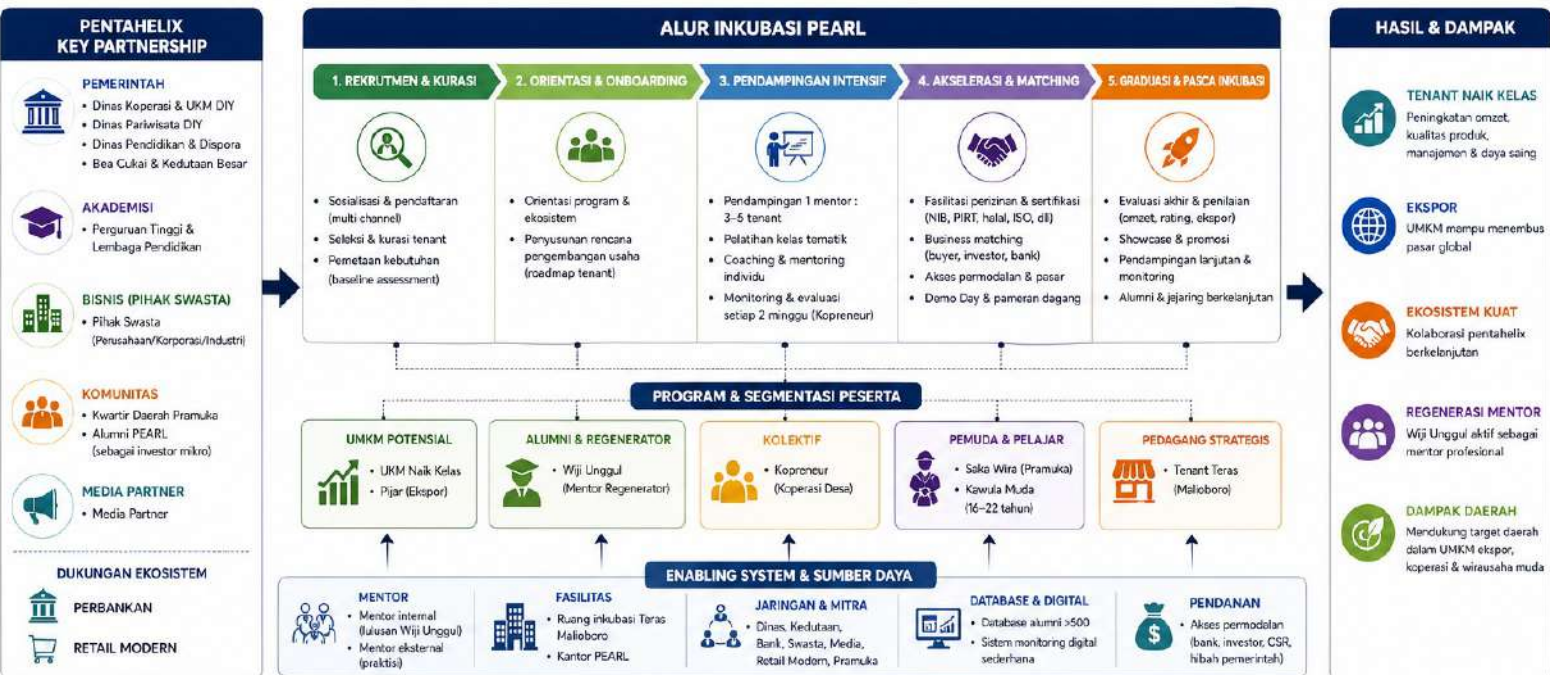 PENTAHELIX
KEY PARTNERSHIP
PEMERINTAH
• Dinas Koperasi & UKM DIY
• Dinas Pariwisata DIY
• Dinas Pendidikan & Dispora
• Bea Cukai & Kedutaan Besar
AKADEMISI
• Perguruan Tinggi &
Lembaga Pendidikan
BISNIS (PIHAK SWASTA)
• Pihak Swasta
(Perusahaan/Korporasi/Industri)
KOMUNITAS
• Kwartir Daerah Pramuka
• Alumni PEARL
(sebagai investor mikro)
MEDIA PARTNER
• Media Partner
DUKUNGAN EKOSISTEM
PERBANKAN
RETAIL MODERN
ALUR INKUBASI PEARL
1. REKRUTMEN & KURASI
• Sosialisasi & pendaftaran
(multi channel)
• Seleksi & kurasi tenant
• Pemetaan kebutuhan
(baseline assessment)
2. ORIENTASI & ONBOARDING
• Orientasi program &
ekosistem
• Penyusunan rencana
pengembangan usaha
(roadmap tenant)
3. PENDAMPINGAN INTENSIF
• Pendampingan 1 mentor :
3–5 tenant
• Pelatihan kelas tematik
• Coaching & mentoring
individu
• Monitoring & evaluasi
setiap 2 minggu (Kopreneur)
4. AKSELERASI & MATCHING
• Fasilitasi perizinan & sertifikasi
(NIB, PIRT, halal, ISO, dll)
• Business matching
(buyer, investor, bank)
• Akses permodalan & pasar
• Demo Day & pameran dagang
5. GRADUASI & PASCA INKUBASI
• Evaluasi akhir & penilaian
(omzet, rating, ekspor)
• Showcase & promosi
• Pendampingan lanjutan &
monitoring
• Alumni & jejaring berkelanjutan
PROGRAM & SEGMENTASI PESERTA
UMKM POTENSIAL
• UKM Naik Kelas
• Pijar (Ekspor)
ALUMNI & REGENERATOR
• Wiji Unggul
(Mentor Regenerator)
KOLEKTIF
• Kopreneur
(Koperasi Desa)
PEMUDA & PELAJAR
• Saka Wira (Pramuka)
• Kawula Muda
(16–22 tahun)
PEDAGANG STRATEGIS
• Tenant Teras
(Malioboro)
ENABLING SYSTEM & SUMBER DAYA
MENTOR
• Mentor internal
(lulusan Wiji Unggul)
• Mentor eksternal
(praktisi)
FASILITAS
• Ruang inkubasi Teras
Malioboro
• Kantor PEARL
JARINGAN & MITRA
• Dinas, Kedutaan,
Bank, Swasta, Media,
Retail Modern, Pramuka
DATABASE & DIGITAL
• Database alumni >500
• Sistem monitoring digital
sederhana
PENDANAN
$
• Akses permodalan
(bank, investor, CSR,
hibah pemerintah)
HASIL & DAMPAK
TENANT NAIK KELAS
Peningkatan omzet,
kualitas produk,
manajemen & daya saing
EKSPOR
UMKM mampu menembus
pasar global
EKOSISTEM KUAT
Kolaborasi pentahelix
berkelanjutan
REGENERASI MENTOR
Wiji Unggul aktif sebagai
mentor profesional
DAMPAK DAERAH
Mendukung target daerah
dalam UMKM ekspor,
koperasi & wirausaha muda